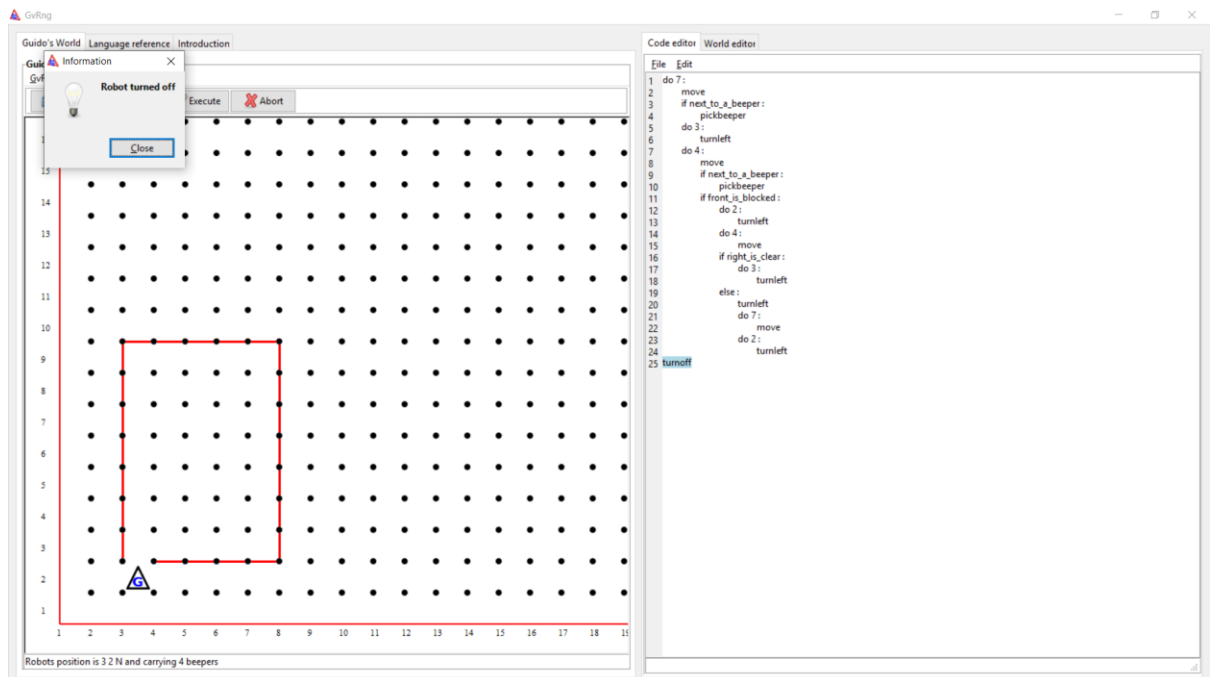 GvRng
Guido's World Language reference Introduction
Code editor World editor
Information
Robot turned off
Close
Execute Abort
15
14
13
12
11
10
9
8
7
6
5
4
3
2
1
G
1 2 3 4 5 6 7 8 9 10 11 12 13 14 15 16 17 18 19
Robots position is 3 2 N and carrying 4 beepers
File Edit
1 do 7:
2 move
3 if next_to_a_beeper:
4 pickbeeper
5 do 3:
6 turnleft
7 do 4:
8 move
9 if next_to_a_beeper:
10 pickbeeper
11 if front_is_blocked:
12 do 2:
13 turnleft
14 do 4:
15 move
16 if right_is_clear:
17 do 3:
18 turnleft
19 else:
20 turnleft
21 do 7:
22 move
23 do 2:
24 turnleft
25 turnoff